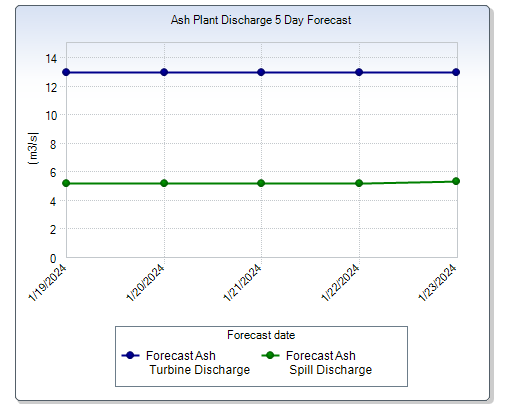 Ash Plant Discharge 5 Day Forecast
14
12
10
8
6
4
2
0
(m3/s|
1/19/2024
1/20/2024
1/21/2024
1/22/2024
1/23/2024
Forecast date
Forecast Ash
Turbine Discharge
Forecast Ash
Spill Discharge